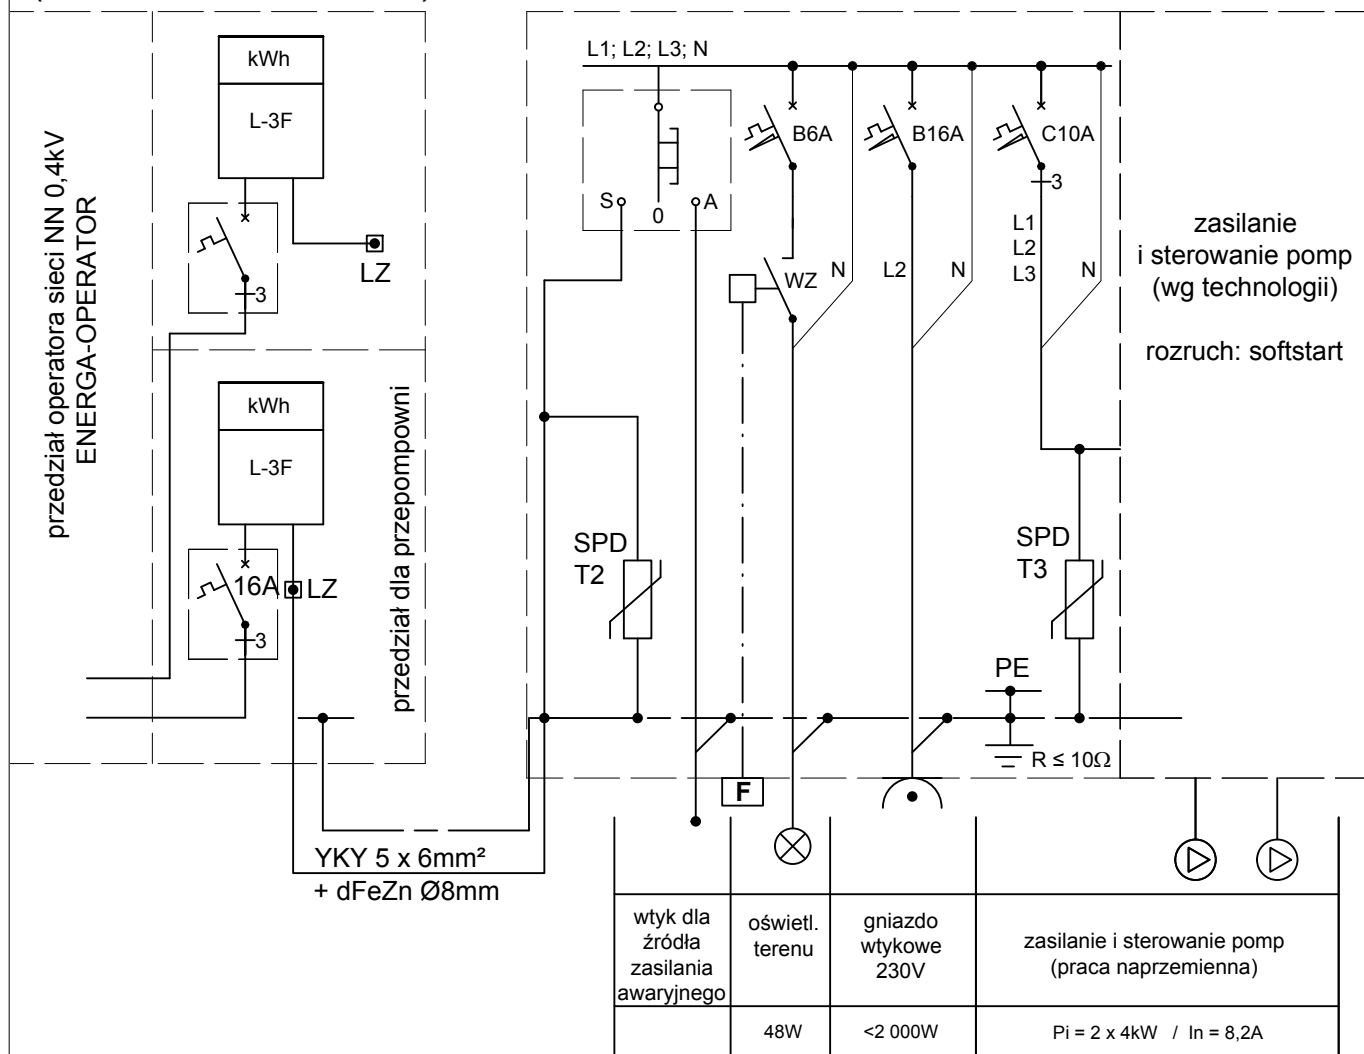 przedział operatora sieci NN 0,4kV
ENERGA-OPERATOR
kWh
L-3F
LZ
3
kWh
L-3F
16A
LZ
3
przedział dla przepompowni
YKY 5 x 6mm²
+ dFeZn Ø8mm
L1; L2; L3; N
S
0
A
B6A
B16A
C10A
3
WZ
N
L2
N
L1
L2
L3
N
SPD
T2
SPD
T3
PE
R ≤ 10Ω
F
zasilanie
i sterowanie pomp
(wg technologii)
rozruch: softstart
wtyk dla
źródła
zasilania
awaryjnego
oświetl.
terenu
gniazdo
wtykowe
230V
zasilanie i sterowanie pomp
(praca naprzemienna)
48W
<2 000W
Pi = 2 x 4kW / In = 8,2A